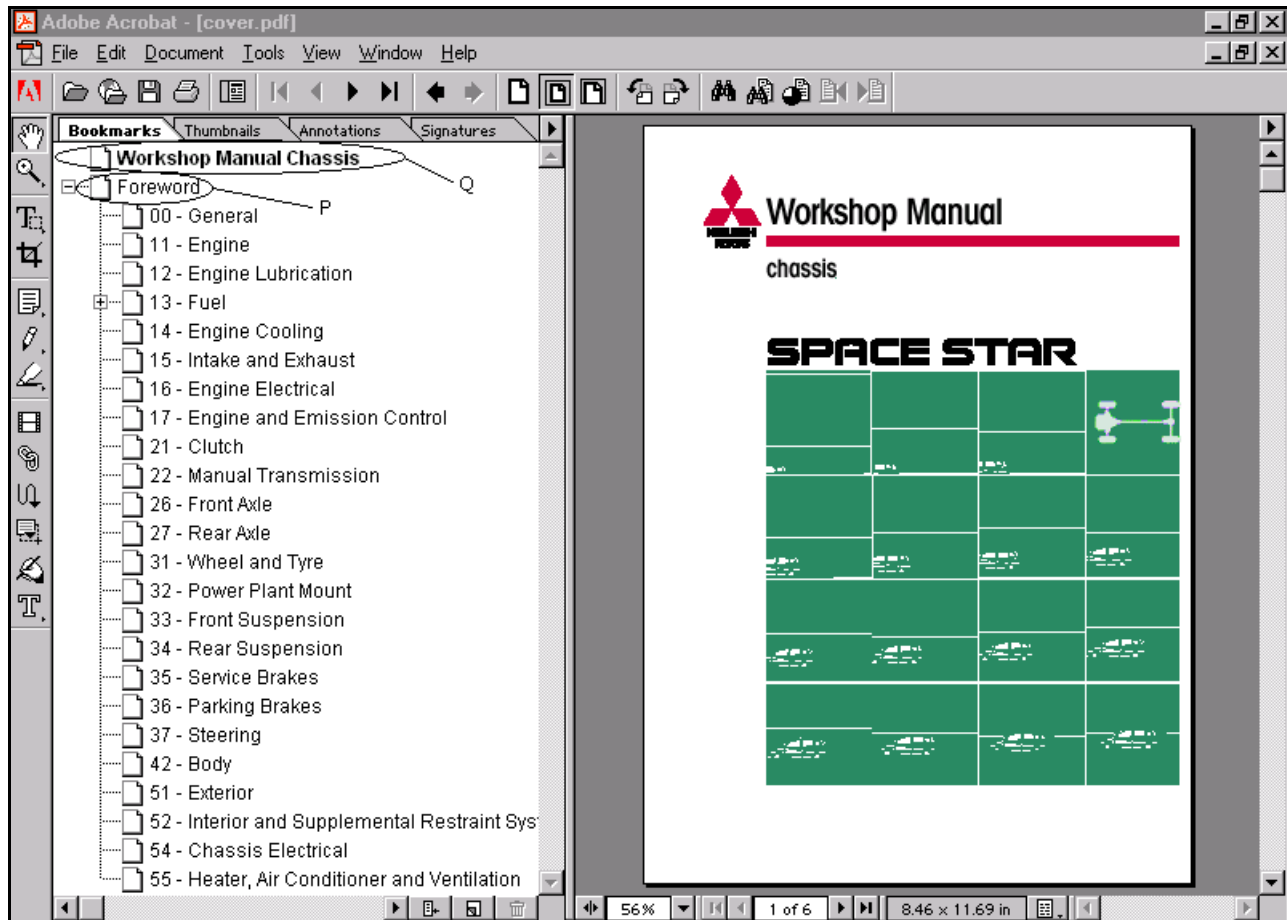 Adobe Acrobat - [cover.pdf]
File Edit Document Tools View Window Help
Bookmarks Thumbnails Annotations Signatures
Workshop Manual Chassis
Q
Foreword
P
00 - General
11 - Engine
12 - Engine Lubrication
13 - Fuel
14 - Engine Cooling
15 - Intake and Exhaust
16 - Engine Electrical
17 - Engine and Emission Control
21 - Clutch
22 - Manual Transmission
26 - Front Axle
27 - Rear Axle
31 - Wheel and Tyre
32 - Power Plant Mount
33 - Front Suspension
34 - Rear Suspension
35 - Service Brakes
36 - Parking Brakes
37 - Steering
42 - Body
51 - Exterior
52 - Interior and Supplemental Restraint Sys
54 - Chassis Electrical
55 - Heater, Air Conditioner and Ventilation
Workshop Manual
chassis
SPACE STAR
56% 1 of 6 8.46 x 11.69 in